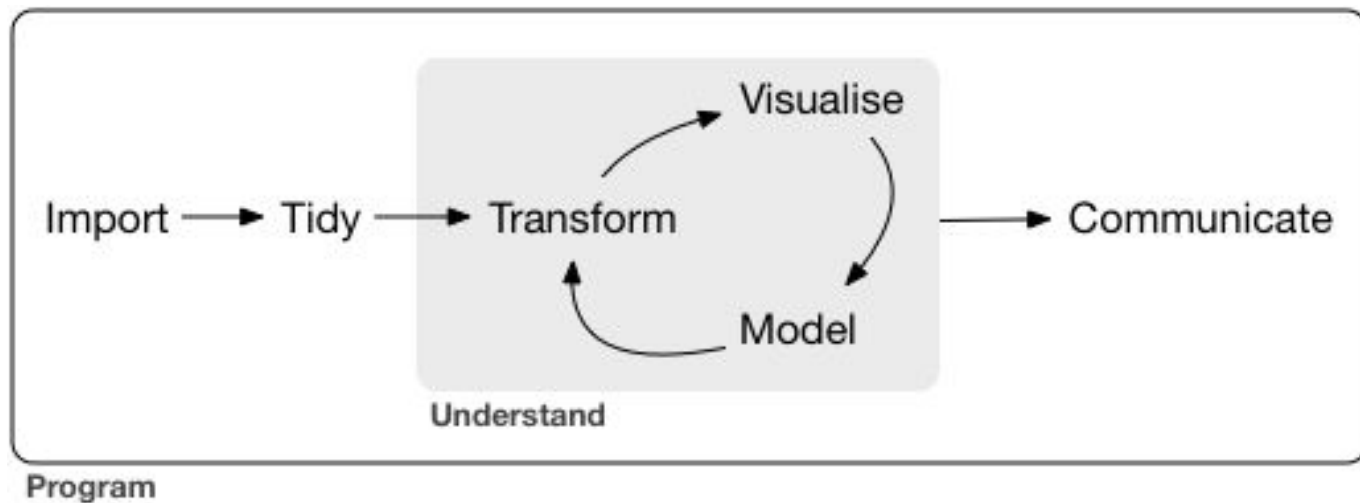 Visualise
Import Tidy Transform Communicate
Model
Understand
Program